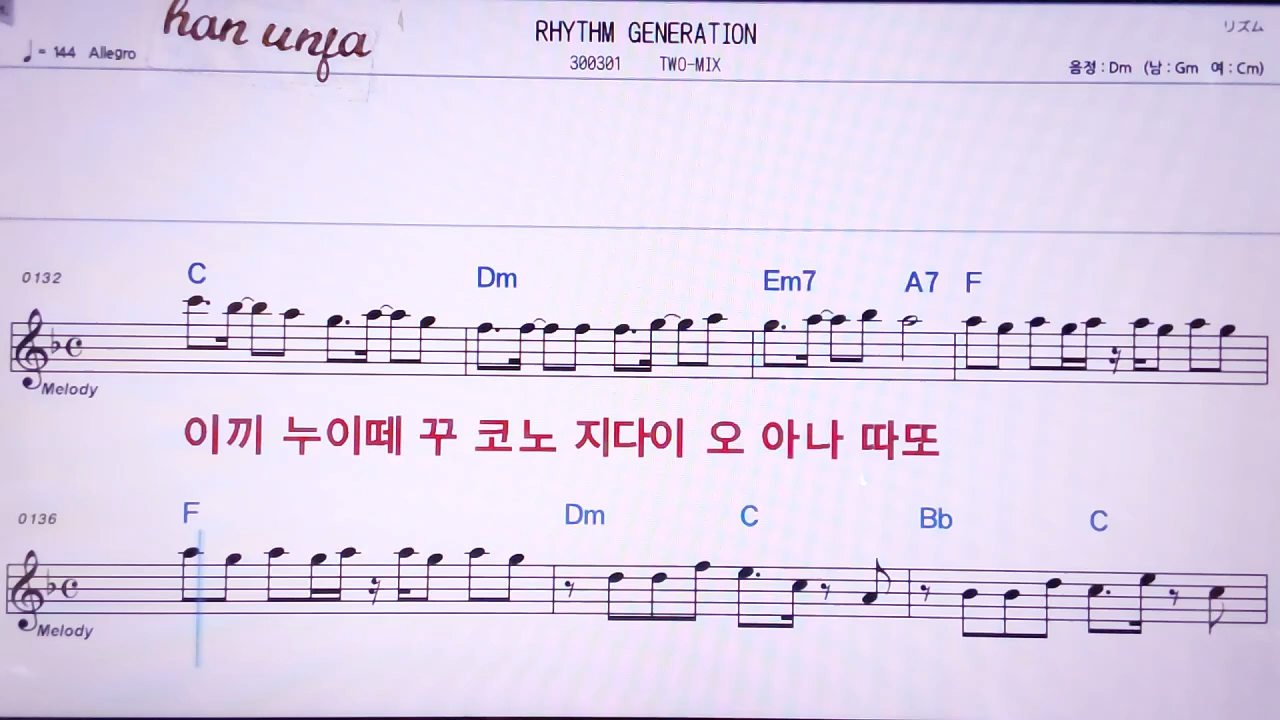 han unja
RHYTHM GENERATION
リズム
♩= 144 Allegro
300301 TWO-MIX
음정 : Dm (남 : Gm 여 : Cm)
0132
C Dm Em7 A7 F
Melody
이끼 누이떼 꾸 코노 지다이 오 아나 따또
0136
F Dm C Bb C
Melody